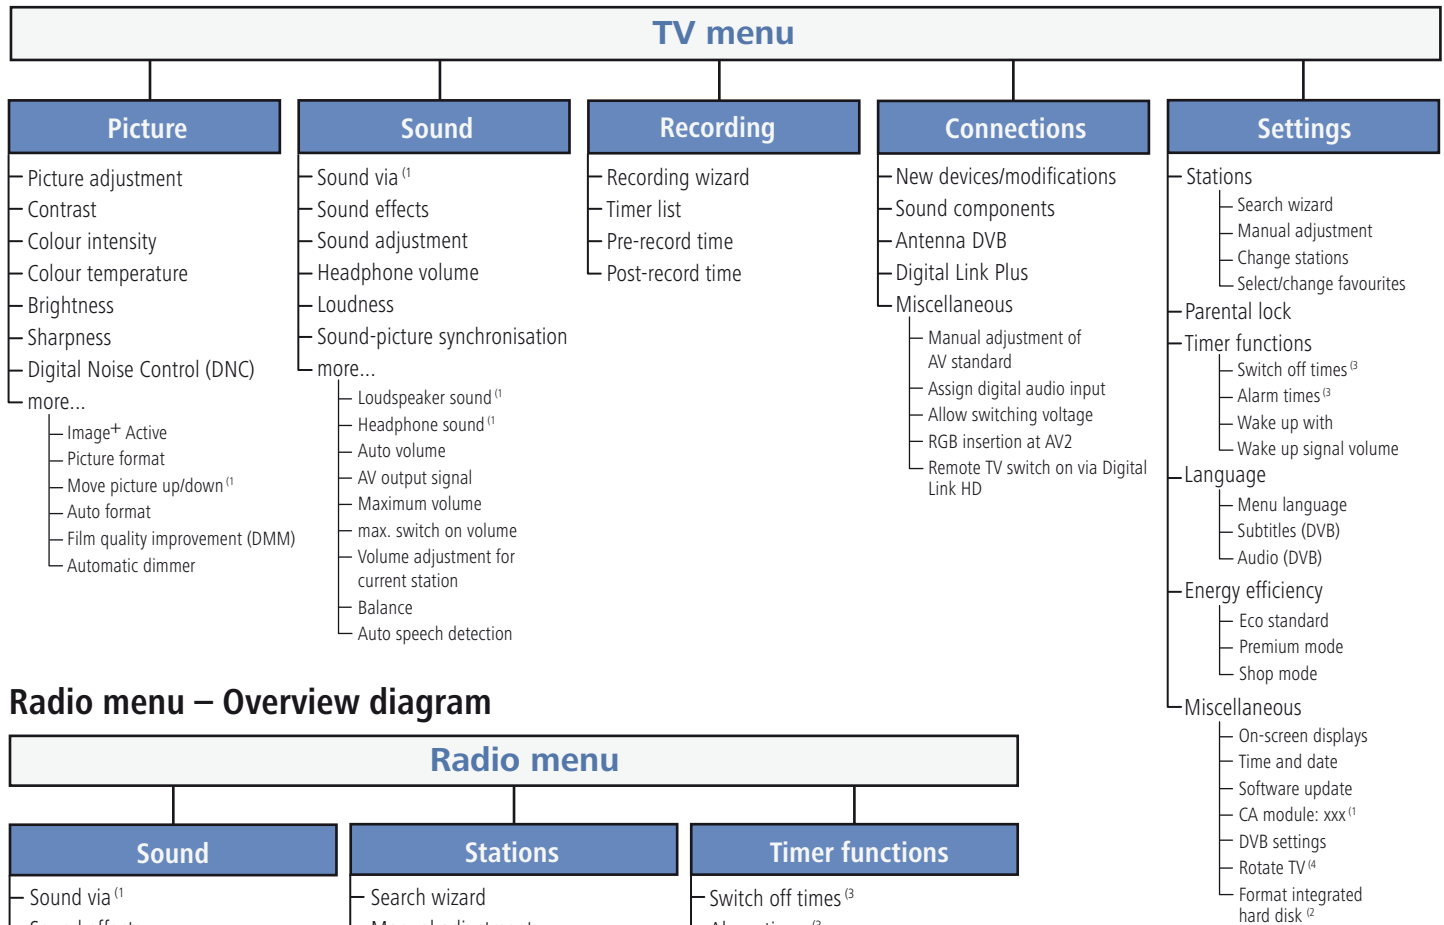 TV menu
Picture
Picture adjustment
Contrast
Colour intensity
Colour temperature
Brightness
Sharpness
Digital Noise Control (DNC)
more...
Image+ Active
Picture format
Move picture up/down (1
Auto format
Film quality improvement (DMM)
Automatic dimmer
Sound
Sound via (1
Sound effects
Sound adjustment
Headphone volume
Loudness
Sound-picture synchronisation
more...
Loudspeaker sound (1
Headphone sound (1
Auto volume
AV output signal
Maximum volume
max. switch on volume
Volume adjustment for
current station
Balance
Auto speech detection
Recording
Recording wizard
Timer list
Pre-record time
Post-record time
Connections
New devices/modifications
Sound components
Antenna DVB
Digital Link Plus
Miscellaneous
Manual adjustment of
AV standard
Assign digital audio input
Allow switching voltage
RGB insertion at AV2
Remote TV switch on via Digital
Link HD
Settings
Stations
Search wizard
Manual adjustment
Change stations
Select/change favourites
Parental lock
Timer functions
Switch off times (3
Alarm times (3
Wake up with
Wake up signal volume
Language
Menu language
Subtitles (DVB)
Audio (DVB)
Energy efficiency
Eco standard
Premium mode
Shop mode
Miscellaneous
On-screen displays
Time and date
Software update
CA module: xxx (1
DVB settings
Rotate TV (4
Format integrated
hard disk (2
Radio menu – Overview diagram
Radio menu
Sound
Sound via (1
Stations
Search wizard
Timer functions
Switch off times (3